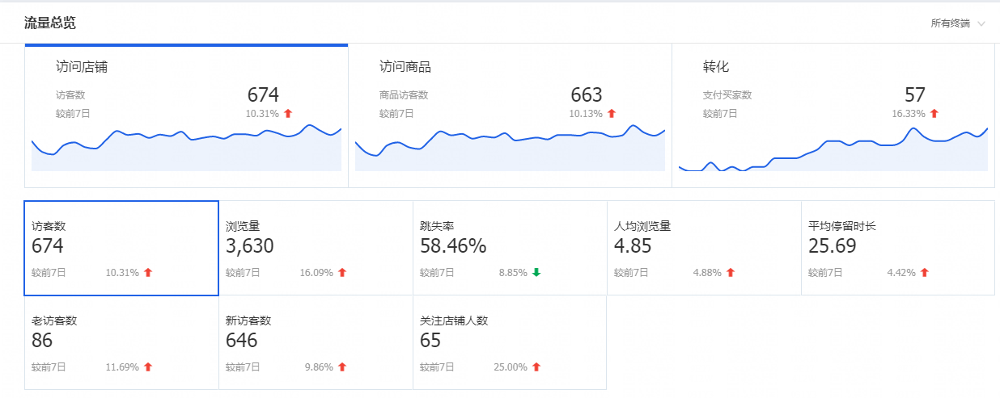 流量总览
所有终端
访问店铺
访客数 674
较前7日 10.31%
访问商品
商品访客数 663
较前7日 10.13%
转化
支付买家数 57
较前7日 16.33%
访客数
674
较前7日 10.31%
浏览量
3,630
较前7日 16.09%
跳失率
58.46%
较前7日 8.85%
人均浏览量
4.85
较前7日 4.88%
平均停留时长
25.69
较前7日 4.42%
老访客数
86
较前7日 11.69%
新访客数
646
较前7日 9.86%
关注店铺人数
65
较前7日 25.00%